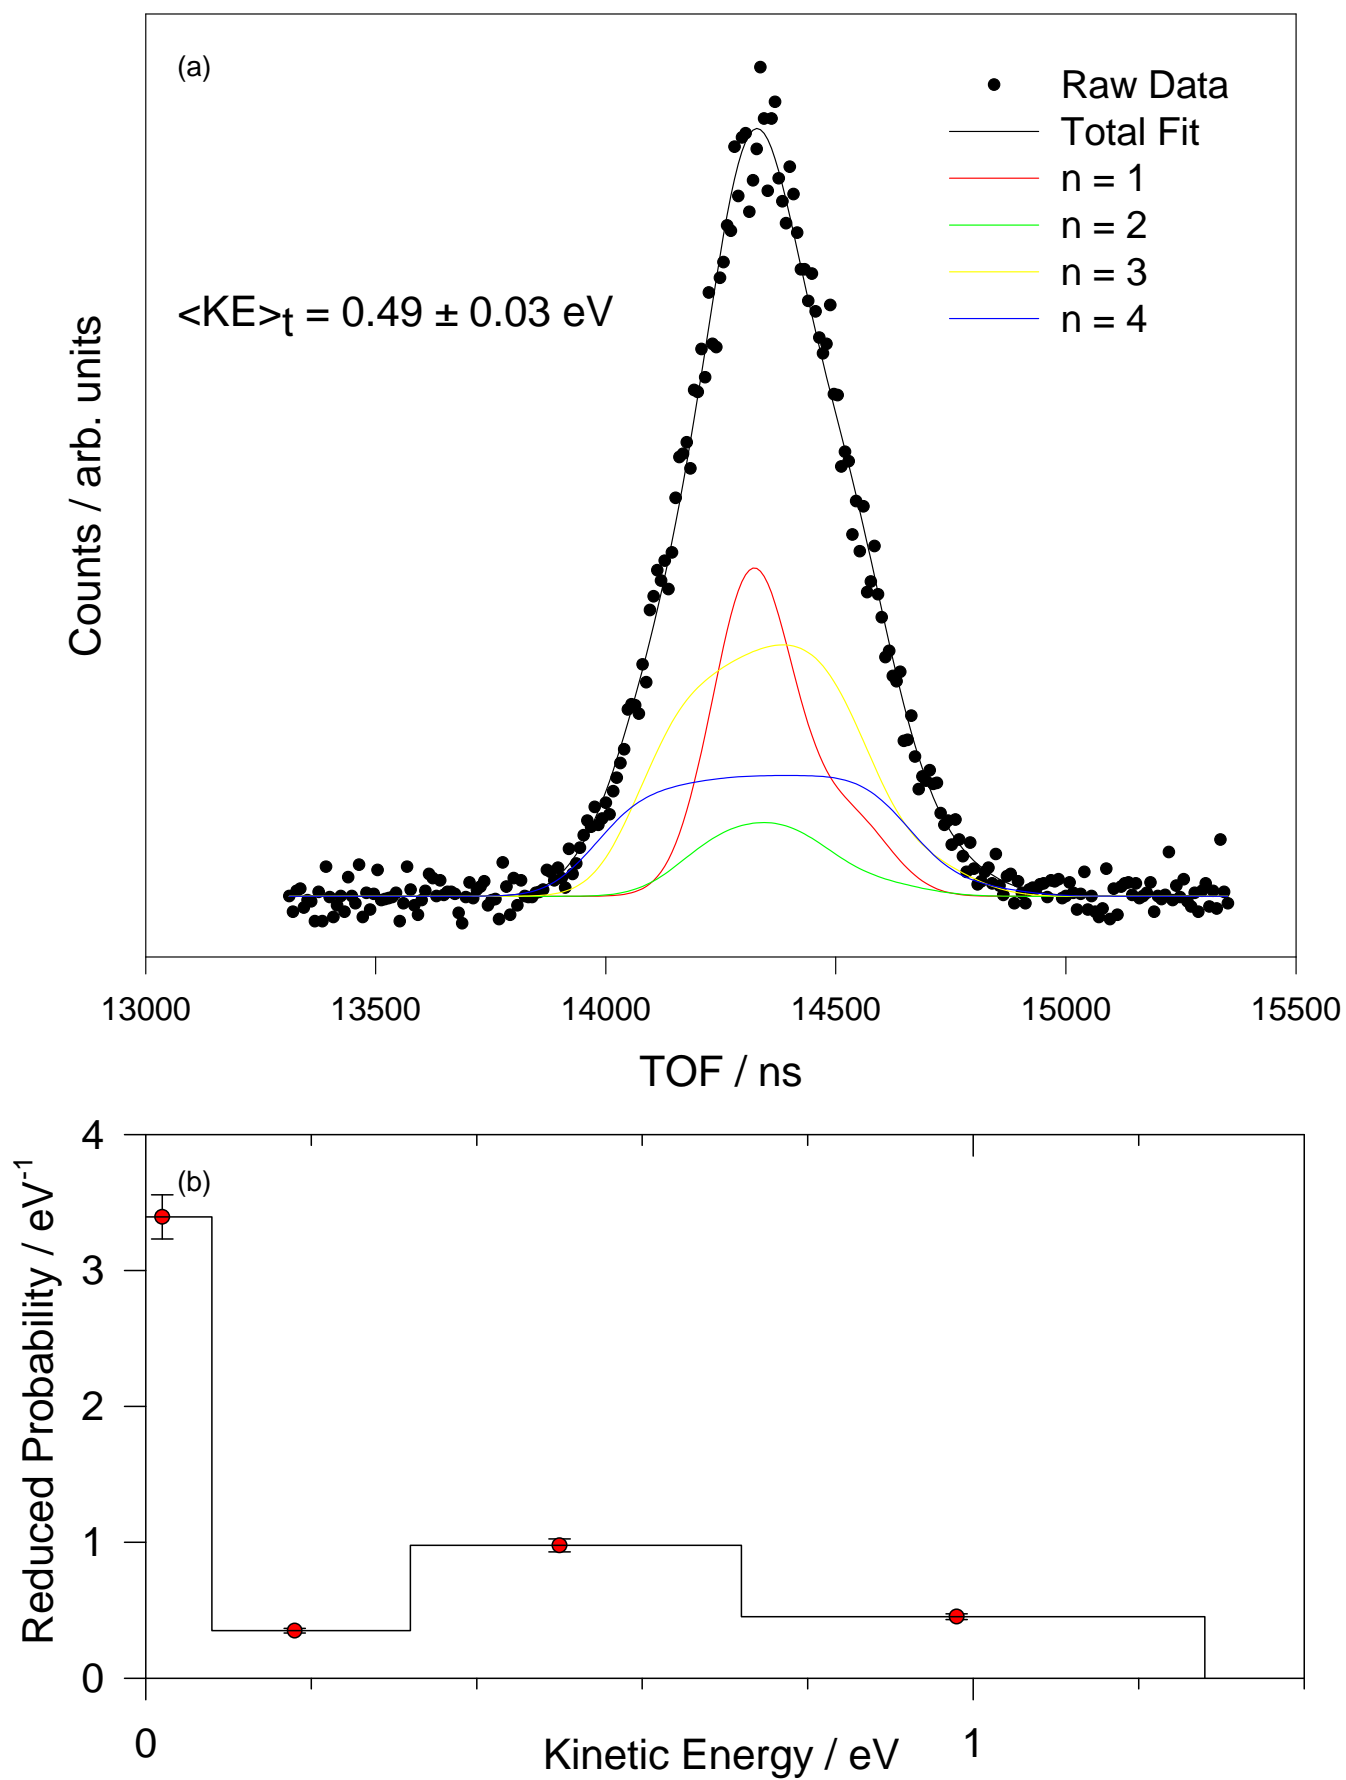 (a)
Raw Data
Total Fit
n = 1
n = 2
n = 3
n = 4
<KE>t = 0.49 ± 0.03 eV
Counts / arb. units
13000 13500 14000 14500 15000 15500
TOF / ns
(b)
4
3
2
1
0
Reduced Probability / eV-1
0 1
Kinetic Energy / eV